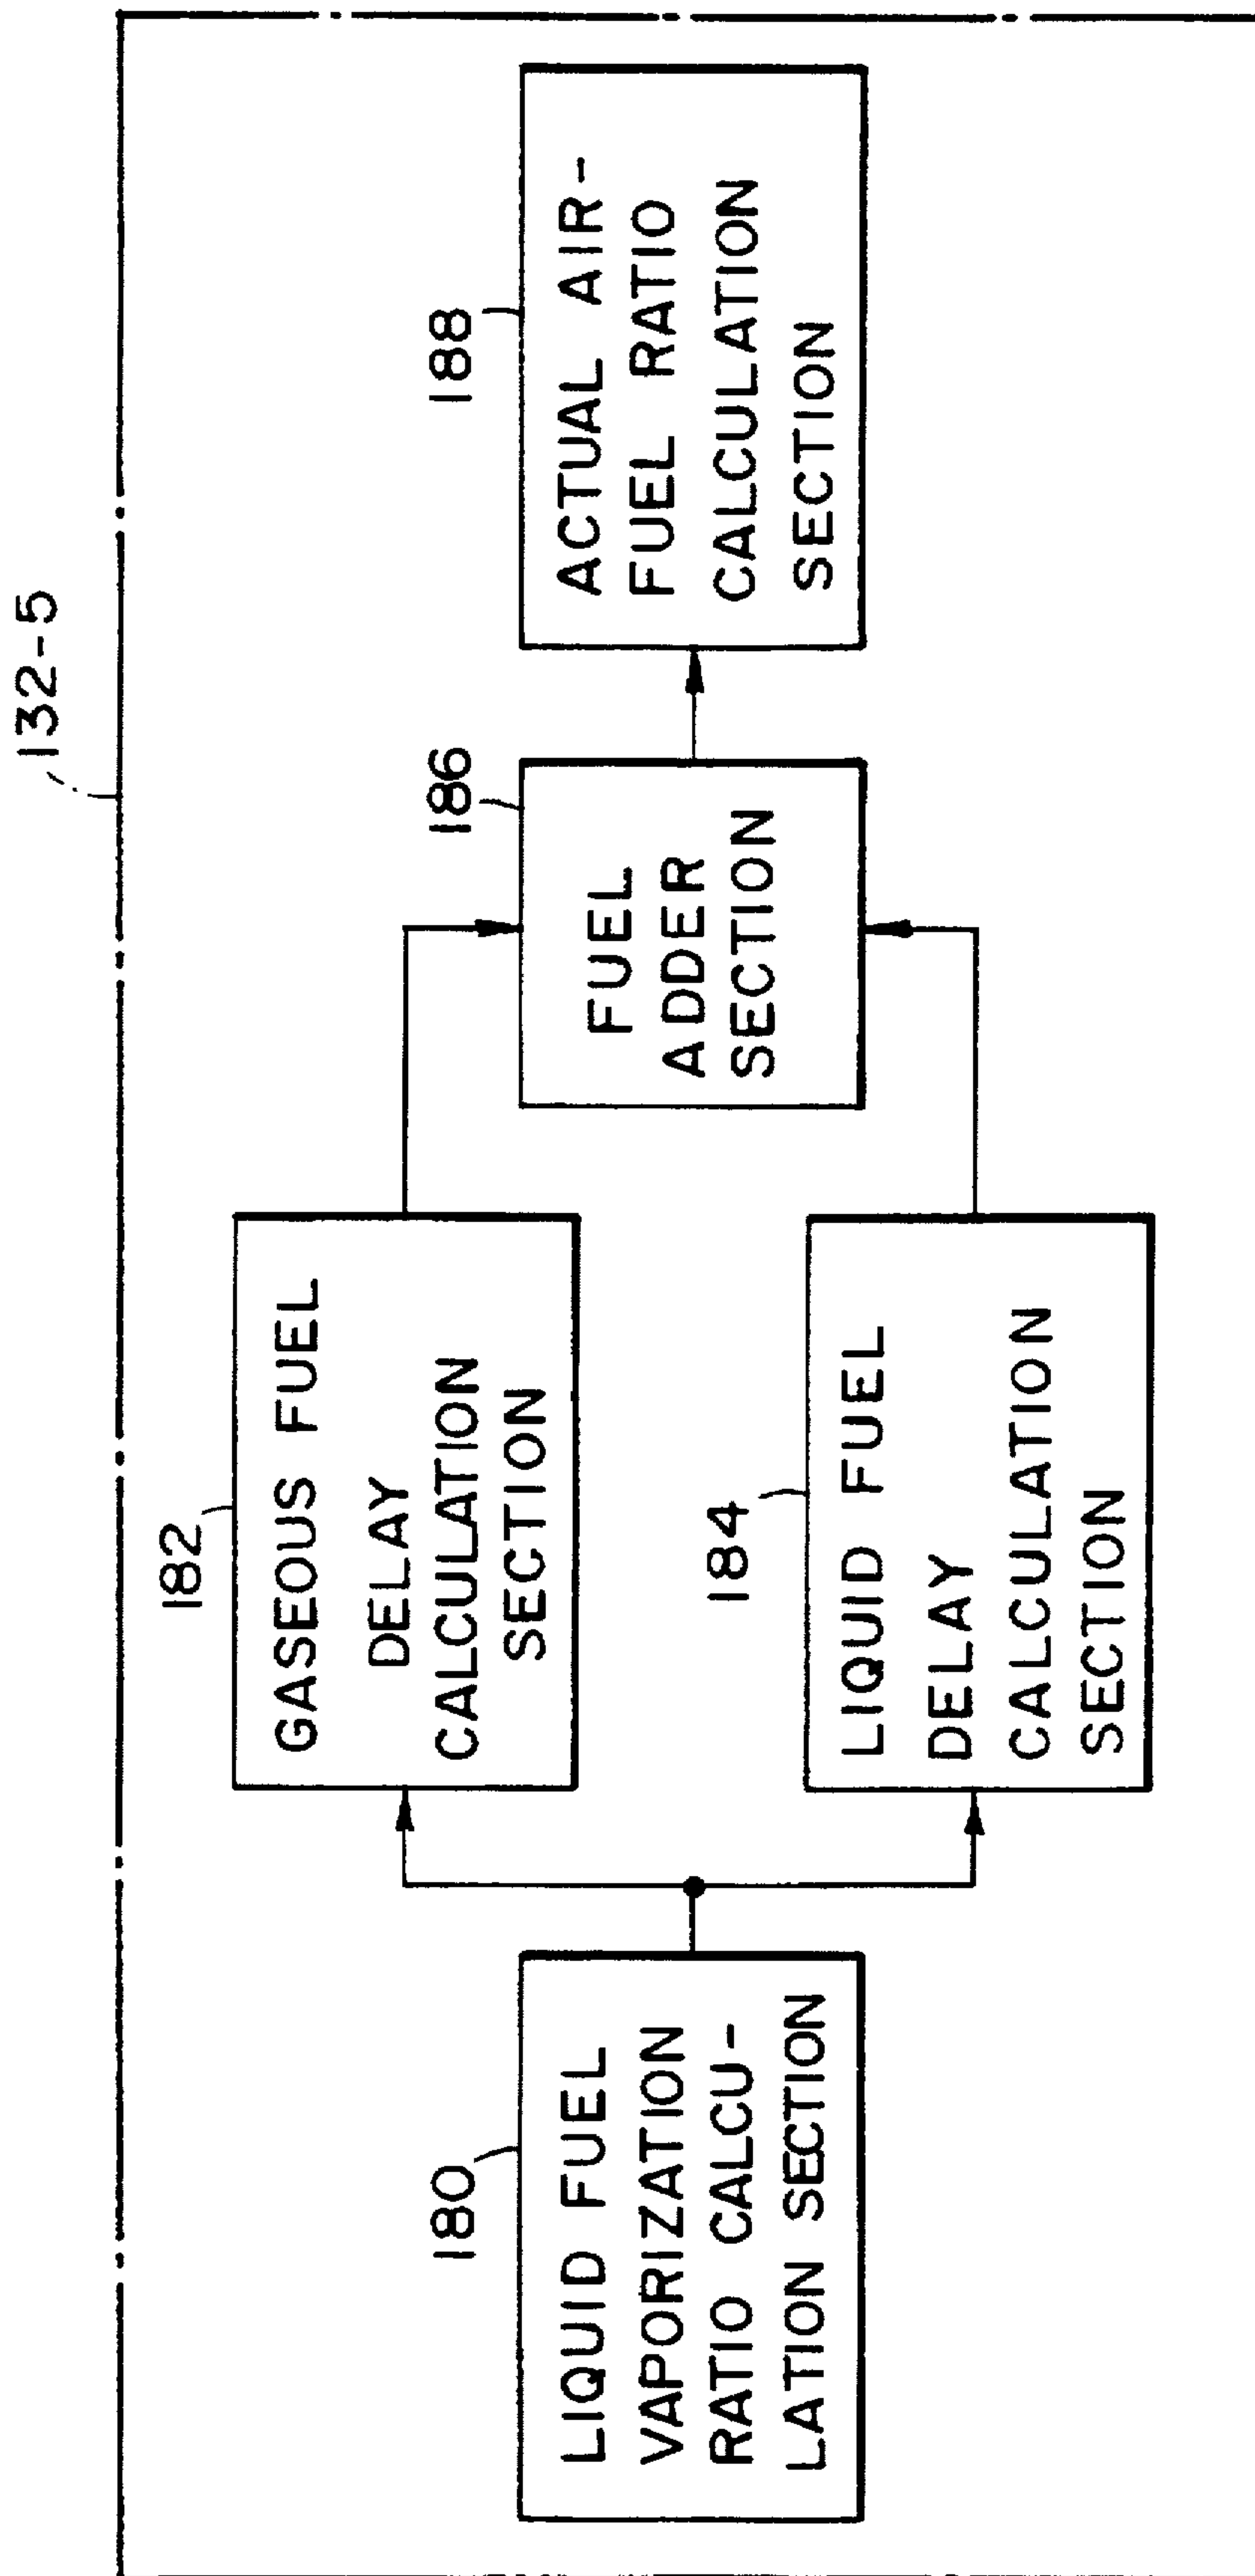 132-5
180
LIQUID FUEL
VAPORIZATION
RATIO CALCU-
LATION SECTION
182
GASEOUS FUEL
DELAY
CALCULATION
SECTION
184
LIQUID FUEL
DELAY
CALCULATION
SECTION
186
FUEL
ADDER
SECTION
188
ACTUAL AIR-
FUEL RATIO
CALCULATION
SECTION